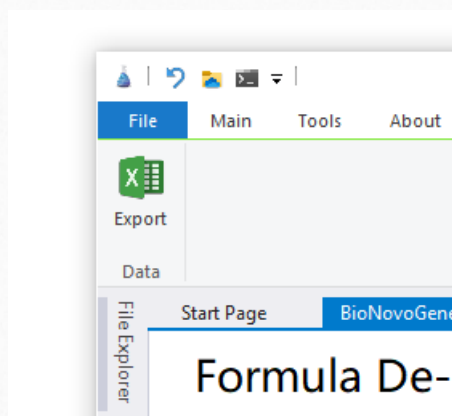 File Main Tools About
Export
Data
File Explorer
Start Page BioNovoGene
Formula De-